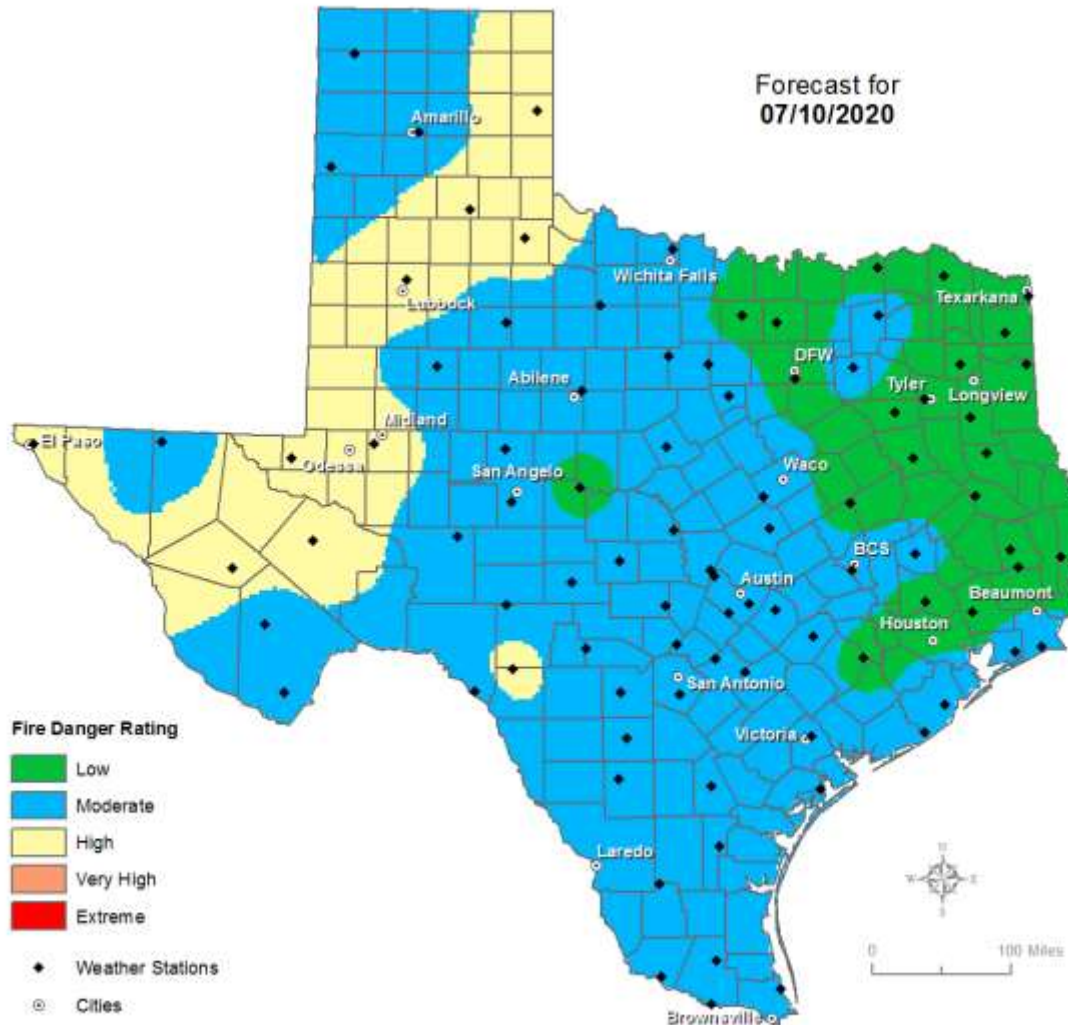 Forecast for
07/10/2020
Amarillo
Wichita Falls
Lubbock
Texarkana
DFW
Abilene
Tyler
Longview
Midland
El Paso
Odessa
San Angelo
Waco
BCS
Austin
Beaumont
Houston
San Antonio
Victoria
Laredo
Brownsville
Fire Danger Rating
Low
Moderate
High
Very High
Extreme
Weather Stations
Cities
N
W E
S
0 100 Miles